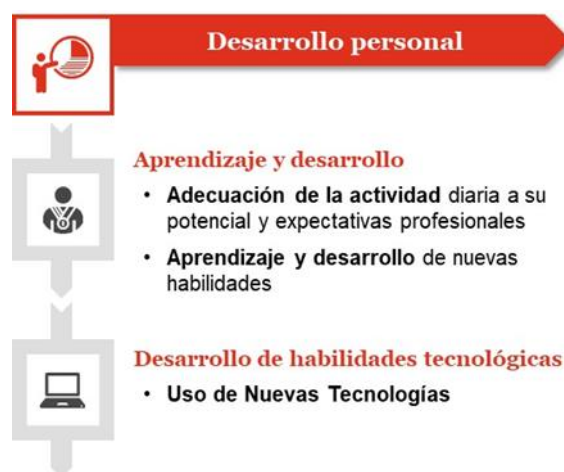 Desarrollo personal
Aprendizaje y desarrollo
• Adecuación de la actividad diaria a su
potencial y expectativas profesionales
• Aprendizaje y desarrollo de nuevas
habilidades
Desarrollo de habilidades tecnológicas
• Uso de Nuevas Tecnologías